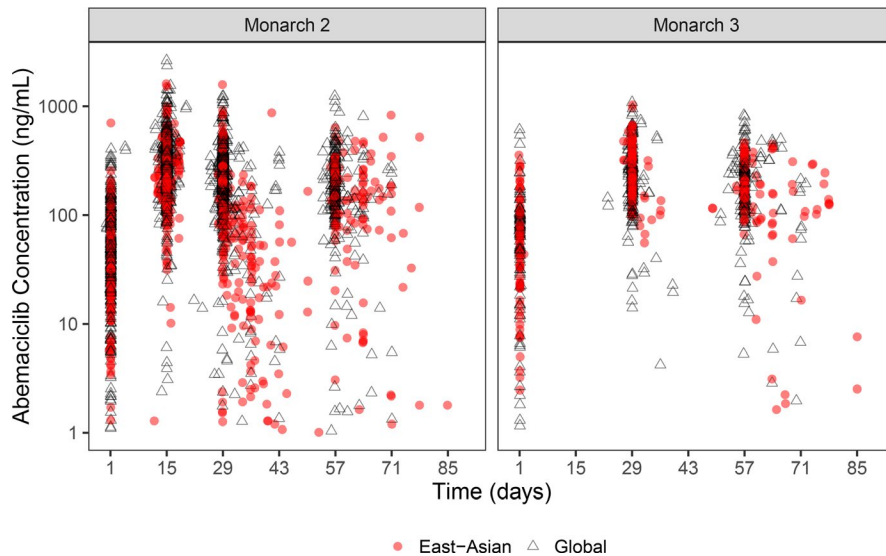 Monarch 2
Monarch 3
Abemaciclib Concentration (ng/mL)
1000
100
10
1
1 15 29 43 57 71 85
1 15 29 43 57 71 85
Time (days)
East−Asian
Global